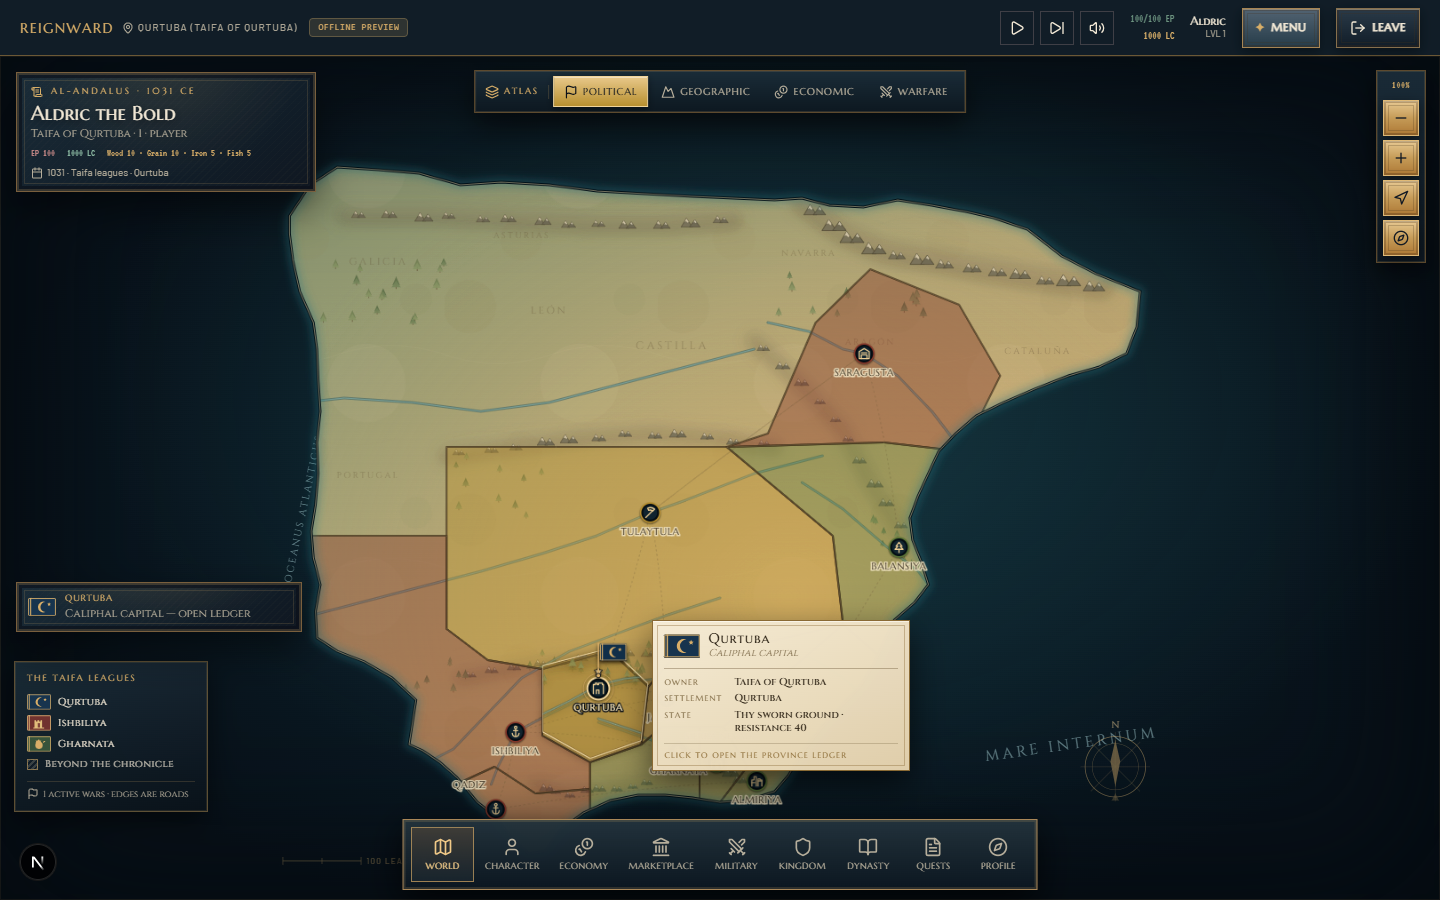 REIGNWARD
QURTUBA (TAIFA OF QURTUBA)
OFFLINE PREVIEW
100/100 EP
1000 LC
ALDRIC
LVL 1
MENU
LEAVE
AL-ANDALUS · 1031 CE
ALDRIC THE BOLD
TAIFA OF QURTUBA · I · PLAYER
EP 100 1000 LC Wood 10 · Grain 10 · Iron 5 · Fish 5
1031 · Taifa leagues · Qurtuba
ATLAS
POLITICAL
GEOGRAPHIC
ECONOMIC
WARFARE
100%
ASTURIAS
GALICIA
NAVARRA
LEÓN
CASTILLA
CATALUÑA
SARAGUSTA
PORTUGAL
OCEANUS ATLANTICUS
TULAYTULA
BALANSIYA
QURTUBA
CALIPHAL CAPITAL — OPEN LEDGER
QURTUBA
CALIPHAL CAPITAL
OWNER TAIFA OF QURTUBA
SETTLEMENT QURTUBA
STATE THY SWORN GROUND ·
RESISTANCE 40
CLICK TO OPEN THE PROVINCE LEDGER
QURTUBA
ISHBILIYA
QADIZ
GHARNATA
ALMIRIYA
MARE INTERNUM
N
THE TAIFA LEAGUES
QURTUBA
ISHBILIYA
GHARNATA
BEYOND THE CHRONICLE
1 ACTIVE WARS · EDGES ARE ROADS
N
100 LEA
WORLD
CHARACTER
ECONOMY
MARKETPLACE
MILITARY
KINGDOM
DYNASTY
QUESTS
PROFILE